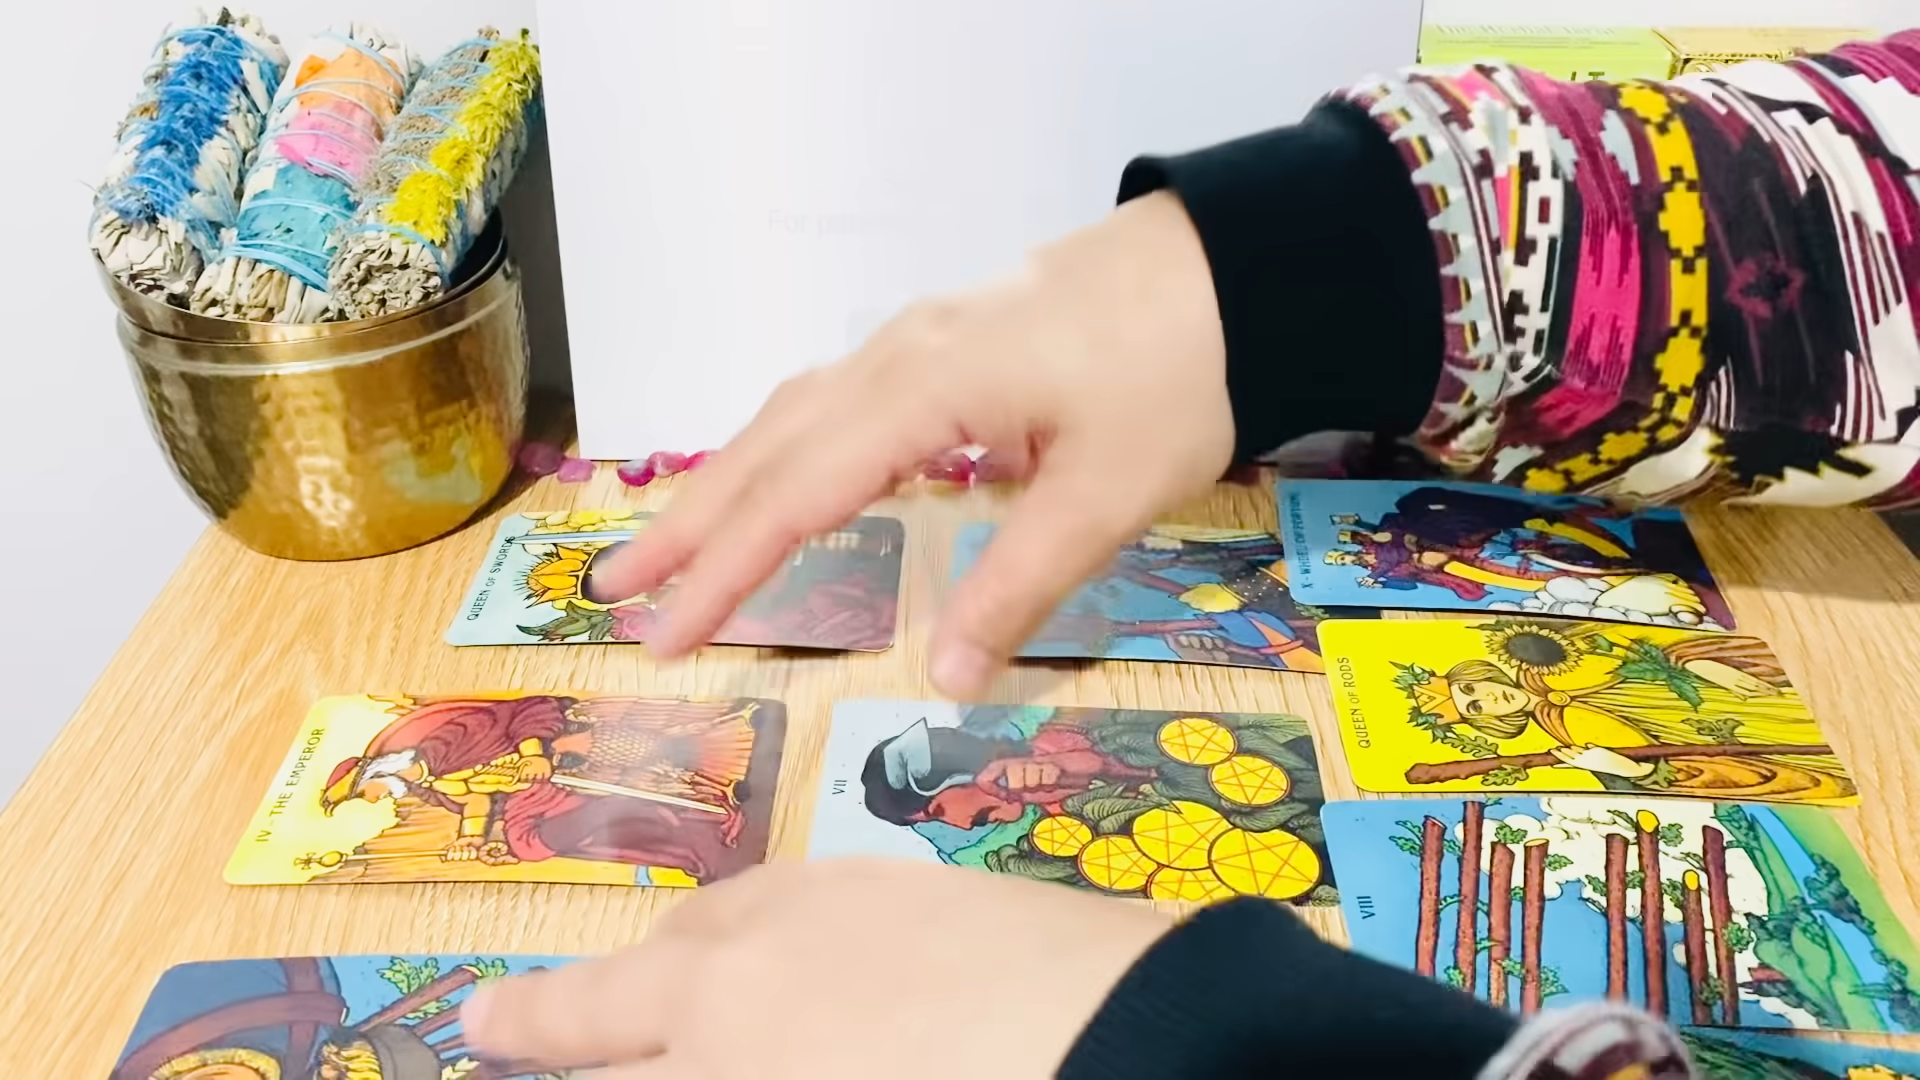 QUEEN OF SWORDS
X - WHEEL OF FORTUNE
QUEEN OF RODS
IV - THE EMPEROR
VII
VIII